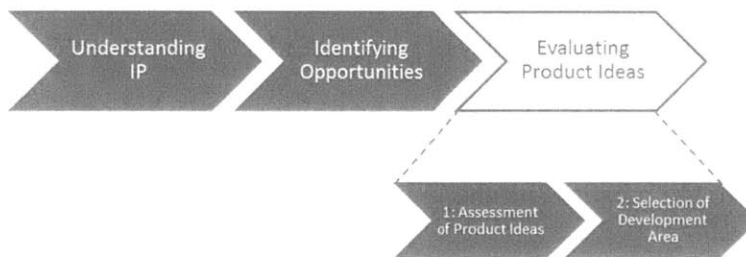 Understanding
IP
Identifying
Opportunities
Evaluating
Product Ideas
1: Assessment
of Product Ideas
2: Selection of
Development
Area